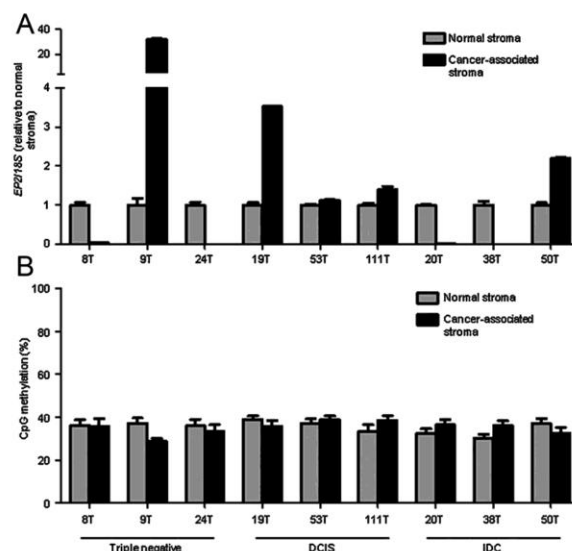 A
EP2/18S (relative to normal
stroma)
40
20
0
4
3
2
1
0
Normal stroma
Cancer-associated
stroma
8T 9T 24T 19T 53T 111T 20T 38T 50T
B
CpG methylation (%)
100
80
60
40
20
0
Normal stroma
Cancer-associated
stroma
8T 9T 24T 19T 53T 111T 20T 38T 50T
Triple negative DCIS IDC